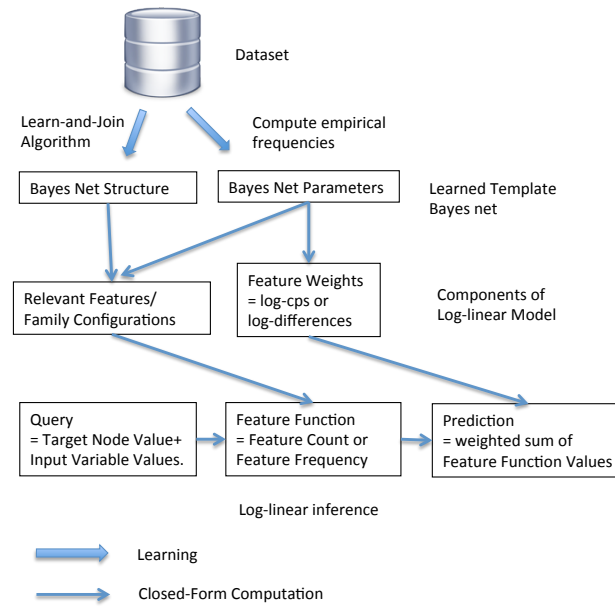 Dataset
Learn-and-Join
Algorithm
Compute empirical
frequencies
Bayes Net Structure
Bayes Net Parameters
Learned Template
Bayes net
Relevant Features/
Family Configurations
Feature Weights
= log-cps or
log-differences
Components of
Log-linear Model
Query
= Target Node Value+
Input Variable Values.
Feature Function
= Feature Count or
Feature Frequency
Prediction
= weighted sum of
Feature Function Values
Log-linear inference
Learning
Closed-Form Computation